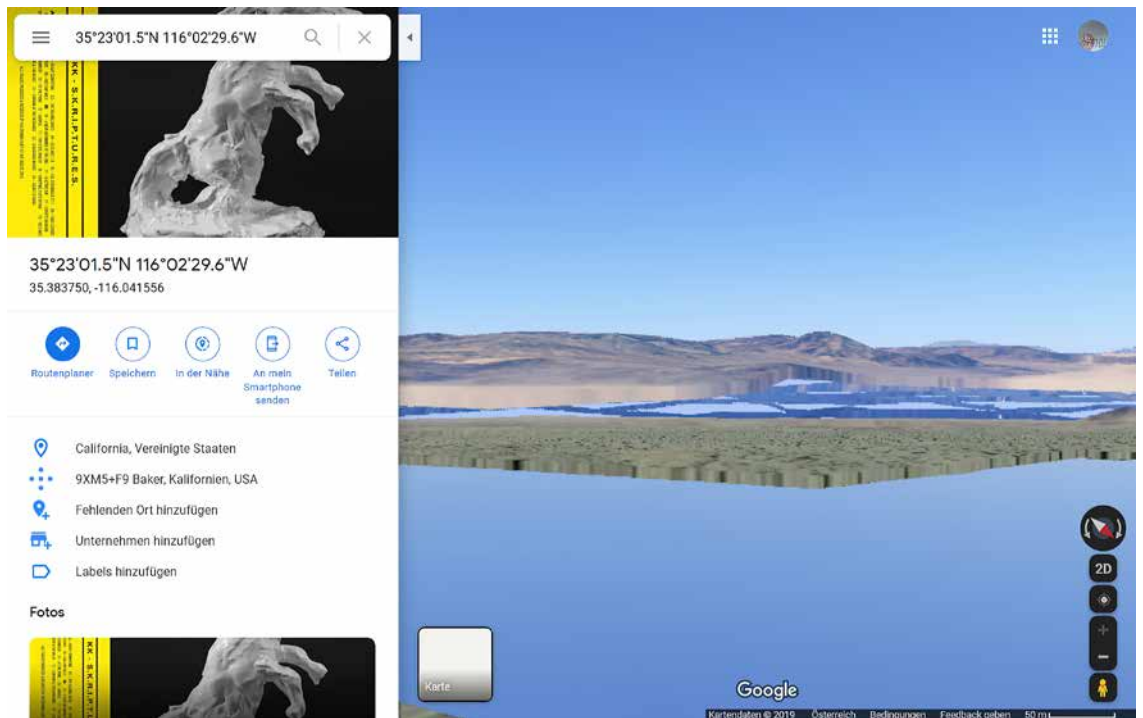 35°23'01.5"N 116°02'29.6"W
KK - S.K.R.I.P.T.U.R.E.S.
35°23'01.5"N 116°02'29.6"W
35.383750, -116.041556
Routenplaner
Speichern
In der Nähe
An mein
Smartphone
senden
Teilen
California, Vereinigte Staaten
9XM5+F9 Baker, Kalifornien, USA
Fehlenden Ort hinzufügen
Unternehmen hinzufügen
Labels hinzufügen
Fotos
Karte
2D
Google
Kartendaten © 2019 Österreich Bedingungen Feedback geben 50 m